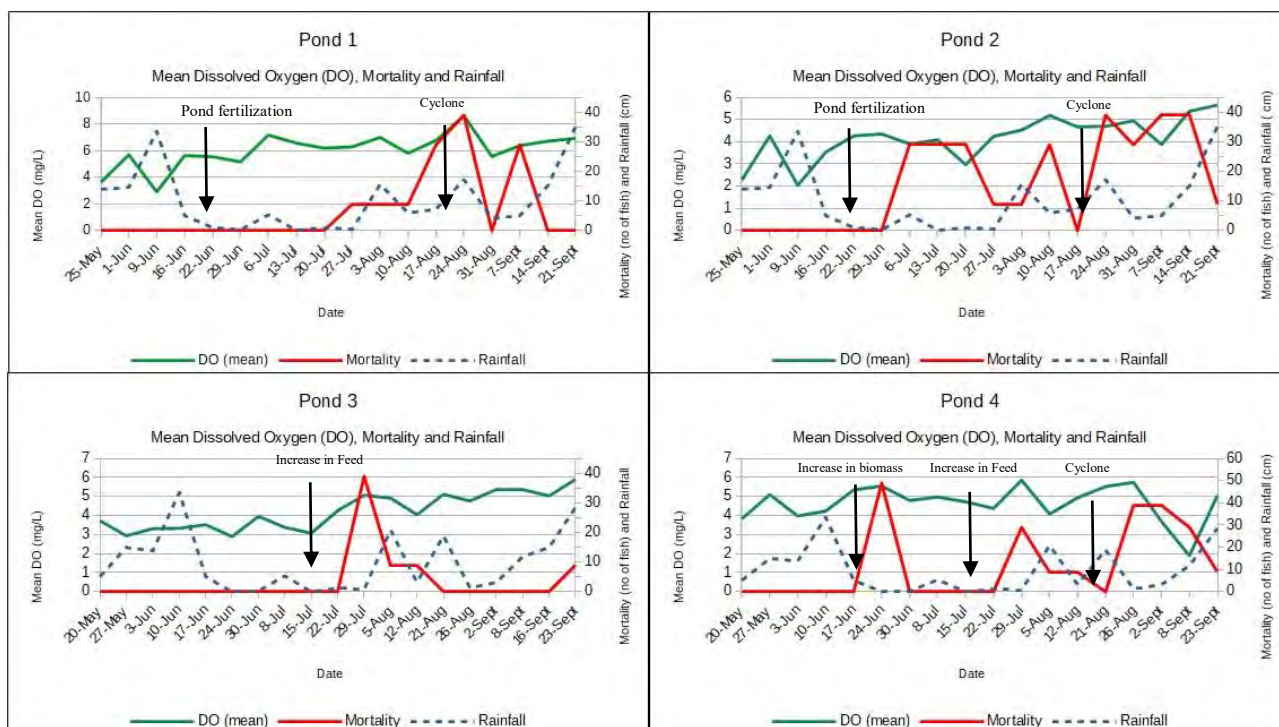 Pond 1
Mean Dissolved Oxygen (DO), Mortality and Rainfall
Pond fertilization
Cyclone
Mean DO (mg/L)
10
8
6
4
2
0
40
30
20
10
0
Mortality (no of fish) and Rainfall (cm)
25-May
1-Jun
9-Jun
16-Jun
22-Jun
29-Jun
6-Jul
13-Jul
20-Jul
27-Jul
3-Aug
10-Aug
17-Aug
24-Aug
31-Aug
7-Sept
14-Sept
21-Sept
Date
DO (mean) Mortality Rainfall
Pond 2
Mean Dissolved Oxygen (DO), Mortality and Rainfall
Pond fertilization
Cyclone
Mean DO (mg/L)
6
5
4
3
2
1
0
40
30
20
10
0
Mortality (no of fish) and Rainfall ( cm)
25-May
1-Jun
9-Jun
16-Jun
22-Jun
29-Jun
6-Jul
13-Jul
20-Jul
27-Jul
3-Aug
10-Aug
17-Aug
24-Aug
31-Aug
7-Sept
14-Sept
21-Sept
Date
DO (mean) Mortality Rainfall
Pond 3
Mean Dissolved Oxygen (DO), Mortality and Rainfall
Increase in Feed
Mean DO (mg/L)
7
6
5
4
3
2
1
0
40
30
20
10
0
Mortality (no of fish) and Rainfall
20-May
27-May
3-Jun
10-Jun
17-Jun
24-Jun
30-Jun
8-Jul
15-Jul
22-Jul
29-Jul
5-Aug
12-Aug
21-Aug
26-Aug
2-Sept
9-Sept
16-Sept
23-Sept
Date
DO (mean) Mortality Rainfall
Pond 4
Mean Dissolved Oxygen (DO), Mortality and Rainfall
Increase in biomass
Increase in Feed
Cyclone
Mean DO (mg/L)
7
6
5
4
3
2
1
0
60
50
40
30
20
10
0
Mortality (no of fish) and Rainfall (cm)
20-May
27-May
3-Jun
10-Jun
17-Jun
24-Jun
30-Jun
8-Jul
15-Jul
22-Jul
29-Jul
5-Aug
12-Aug
21-Aug
26-Aug
2-Sept
8-Sept
23-Sept
Date
DO (mean) Mortality Rainfall